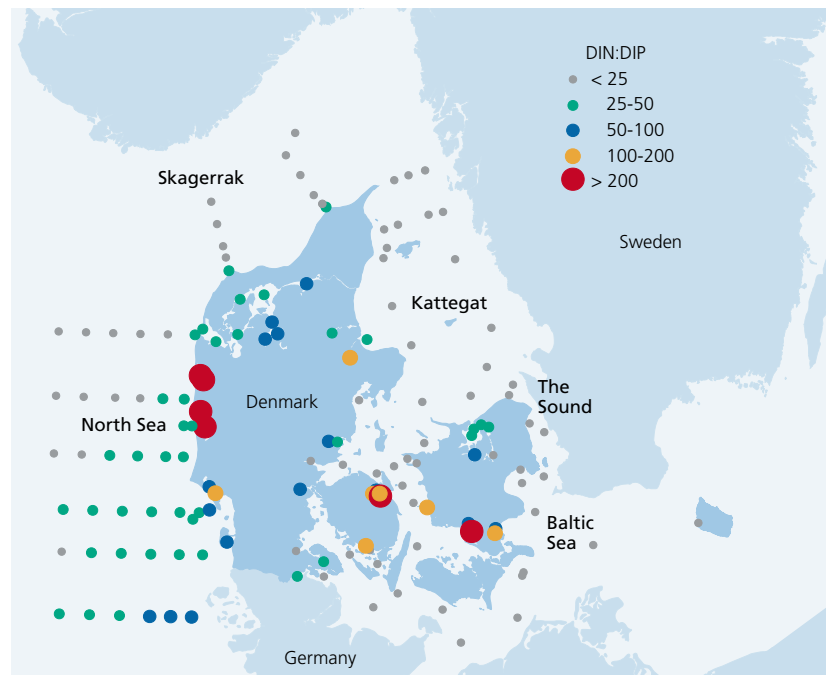 DIN:DIP
< 25
25-50
50-100
100-200
> 200
Skagerrak
Sweden
Kattegat
The
Sound
Denmark
North Sea
Baltic
Sea
Germany